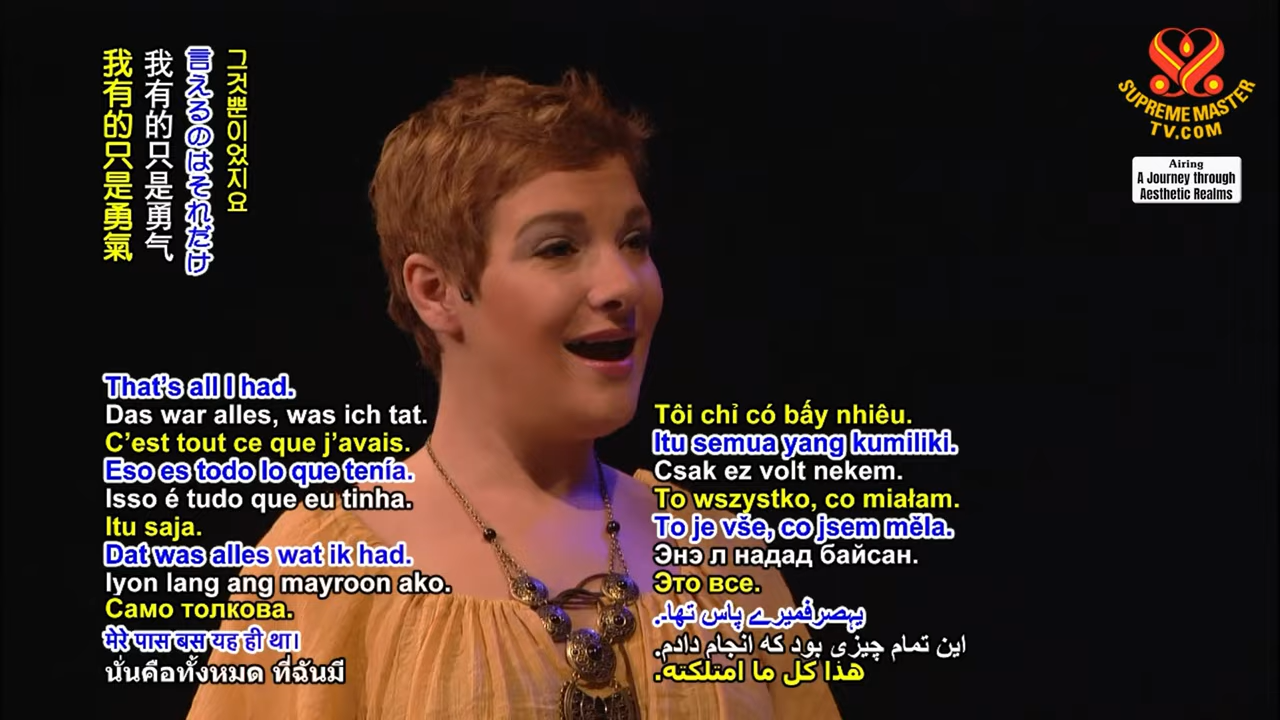 그것뿐이었지요
言えるのはそれだけ
我有的只是勇气
我有的只是勇氣
SUPREME MASTER
TV.COM
Airing
A Journey through
Aesthetic Realms
That's all I had.
Das war alles, was ich tat.
C'est tout ce que j'avais.
Eso es todo lo que tenía.
Isso é tudo que eu tinha.
Itu saja.
Dat was alles wat ik had.
Iyon lang ang mayroon ako.
Само толкова.
मेरे पास बस यह ही था।
นั่นคือทั้งหมด ที่ฉันมี
Tôi chỉ có bấy nhiêu.
Itu semua yang kumiliki.
Csak ez volt nekem.
To wszystko, co miałam.
To je vše, co jsem měla.
Энэ л надад байсан.
Это все.
یہصرفمیرے پاس تھا.
این تمام چیزی بود که انجام دادم.
هذا كل ما امتلكته.